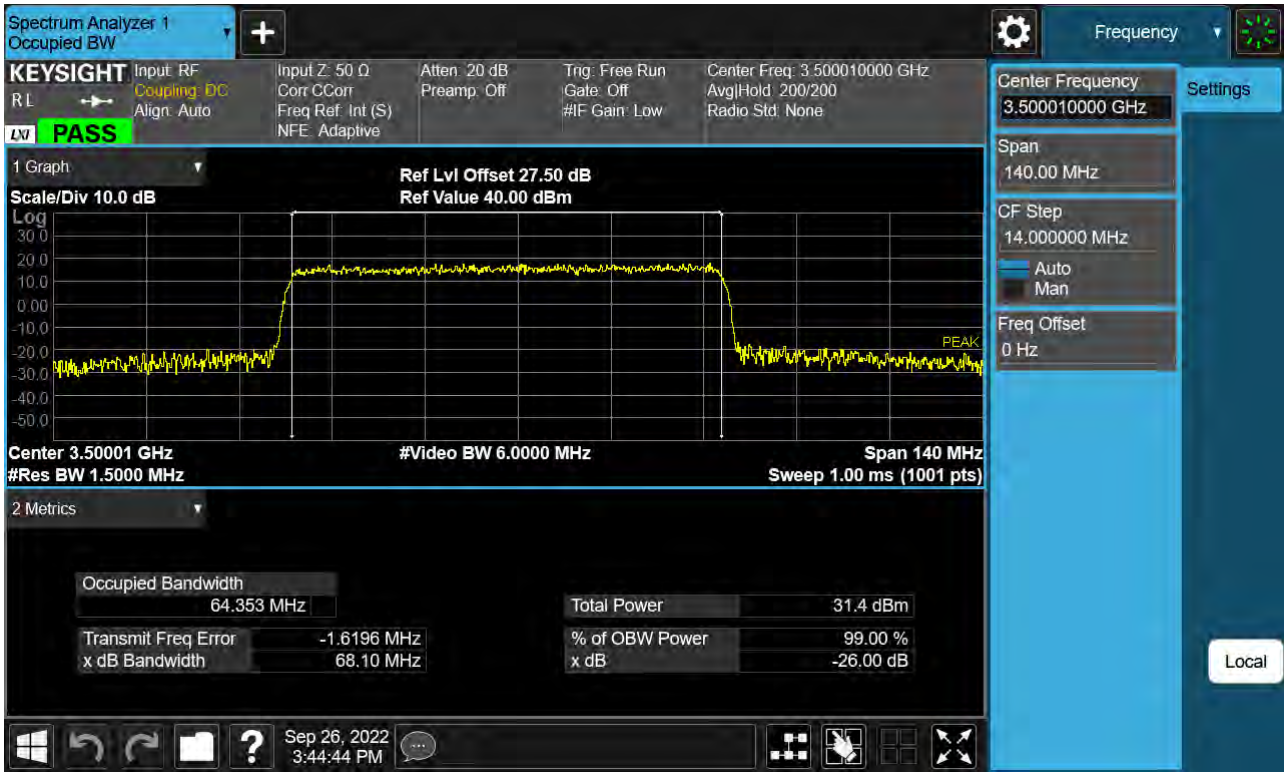 Spectrum Analyzer 1
Occupied BW
+
Frequency
KEYSIGHT
RL
LXI PASS
Input: RF
Coupling: DC
Align: Auto
Input Z: 50 Ω
Corr CCorr
Freq Ref: Int (S)
NFE: Adaptive
Atten: 20 dB
Preamp: Off
Trig: Free Run
Gate: Off
#IF Gain: Low
Center Freq: 3.500010000 GHz
Avg|Hold: 200/200
Radio Std: None
Center Frequency
3.500010000 GHz
Settings
Span
140.00 MHz
CF Step
14.000000 MHz
Auto
Man
Freq Offset
0 Hz
Local
1 Graph
Scale/Div 10.0 dB
Ref Lvl Offset 27.50 dB
Ref Value 40.00 dBm
Log
30.0
20.0
10.0
0.00
-10.0
-20.0
-30.0
-40.0
-50.0
PEAK
Center 3.50001 GHz
#Video BW 6.0000 MHz
Span 140 MHz
#Res BW 1.5000 MHz
Sweep 1.00 ms (1001 pts)
2 Metrics
Occupied Bandwidth
64.353 MHz
Total Power 31.4 dBm
Transmit Freq Error -1.6196 MHz
% of OBW Power 99.00 %
x dB Bandwidth 68.10 MHz
x dB -26.00 dB
?
Sep 26, 2022
3:44:44 PM